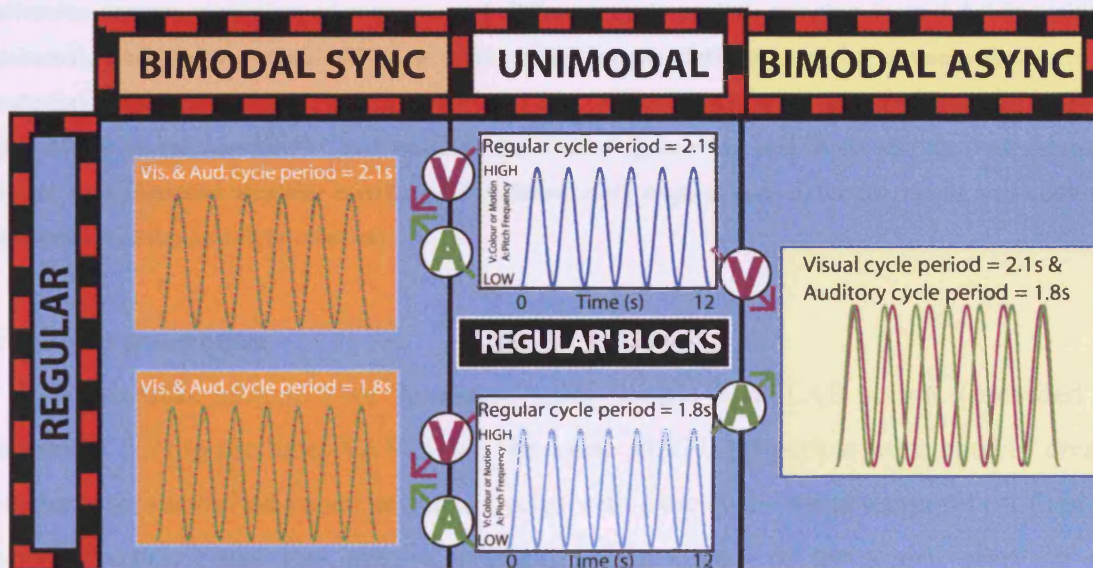 BIMODAL SYNC
UNIMODAL
BIMODAL ASYNC
REGULAR
Vis. & Aud. cycle period = 2.1s
Vis. & Aud. cycle period = 1.8s
V
A
Regular cycle period = 2.1s
HIGH
V: Colour or Motion
A: Pitch Frequency
LOW
0 Time (s) 12
'REGULAR' BLOCKS
V
A
Regular cycle period = 1.8s
HIGH
V: Colour or Motion
A: Pitch Frequency
LOW
0 Time (s) 12
V
A
Visual cycle period = 2.1s &
Auditory cycle period = 1.8s